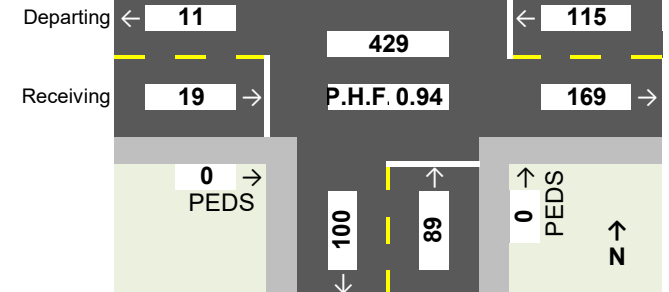 Departing ← 11 ← 115
429
Receiving 19 → P.H.F. 0.94 169 →
0 →
PEDS
100
89
0
PEDS
N